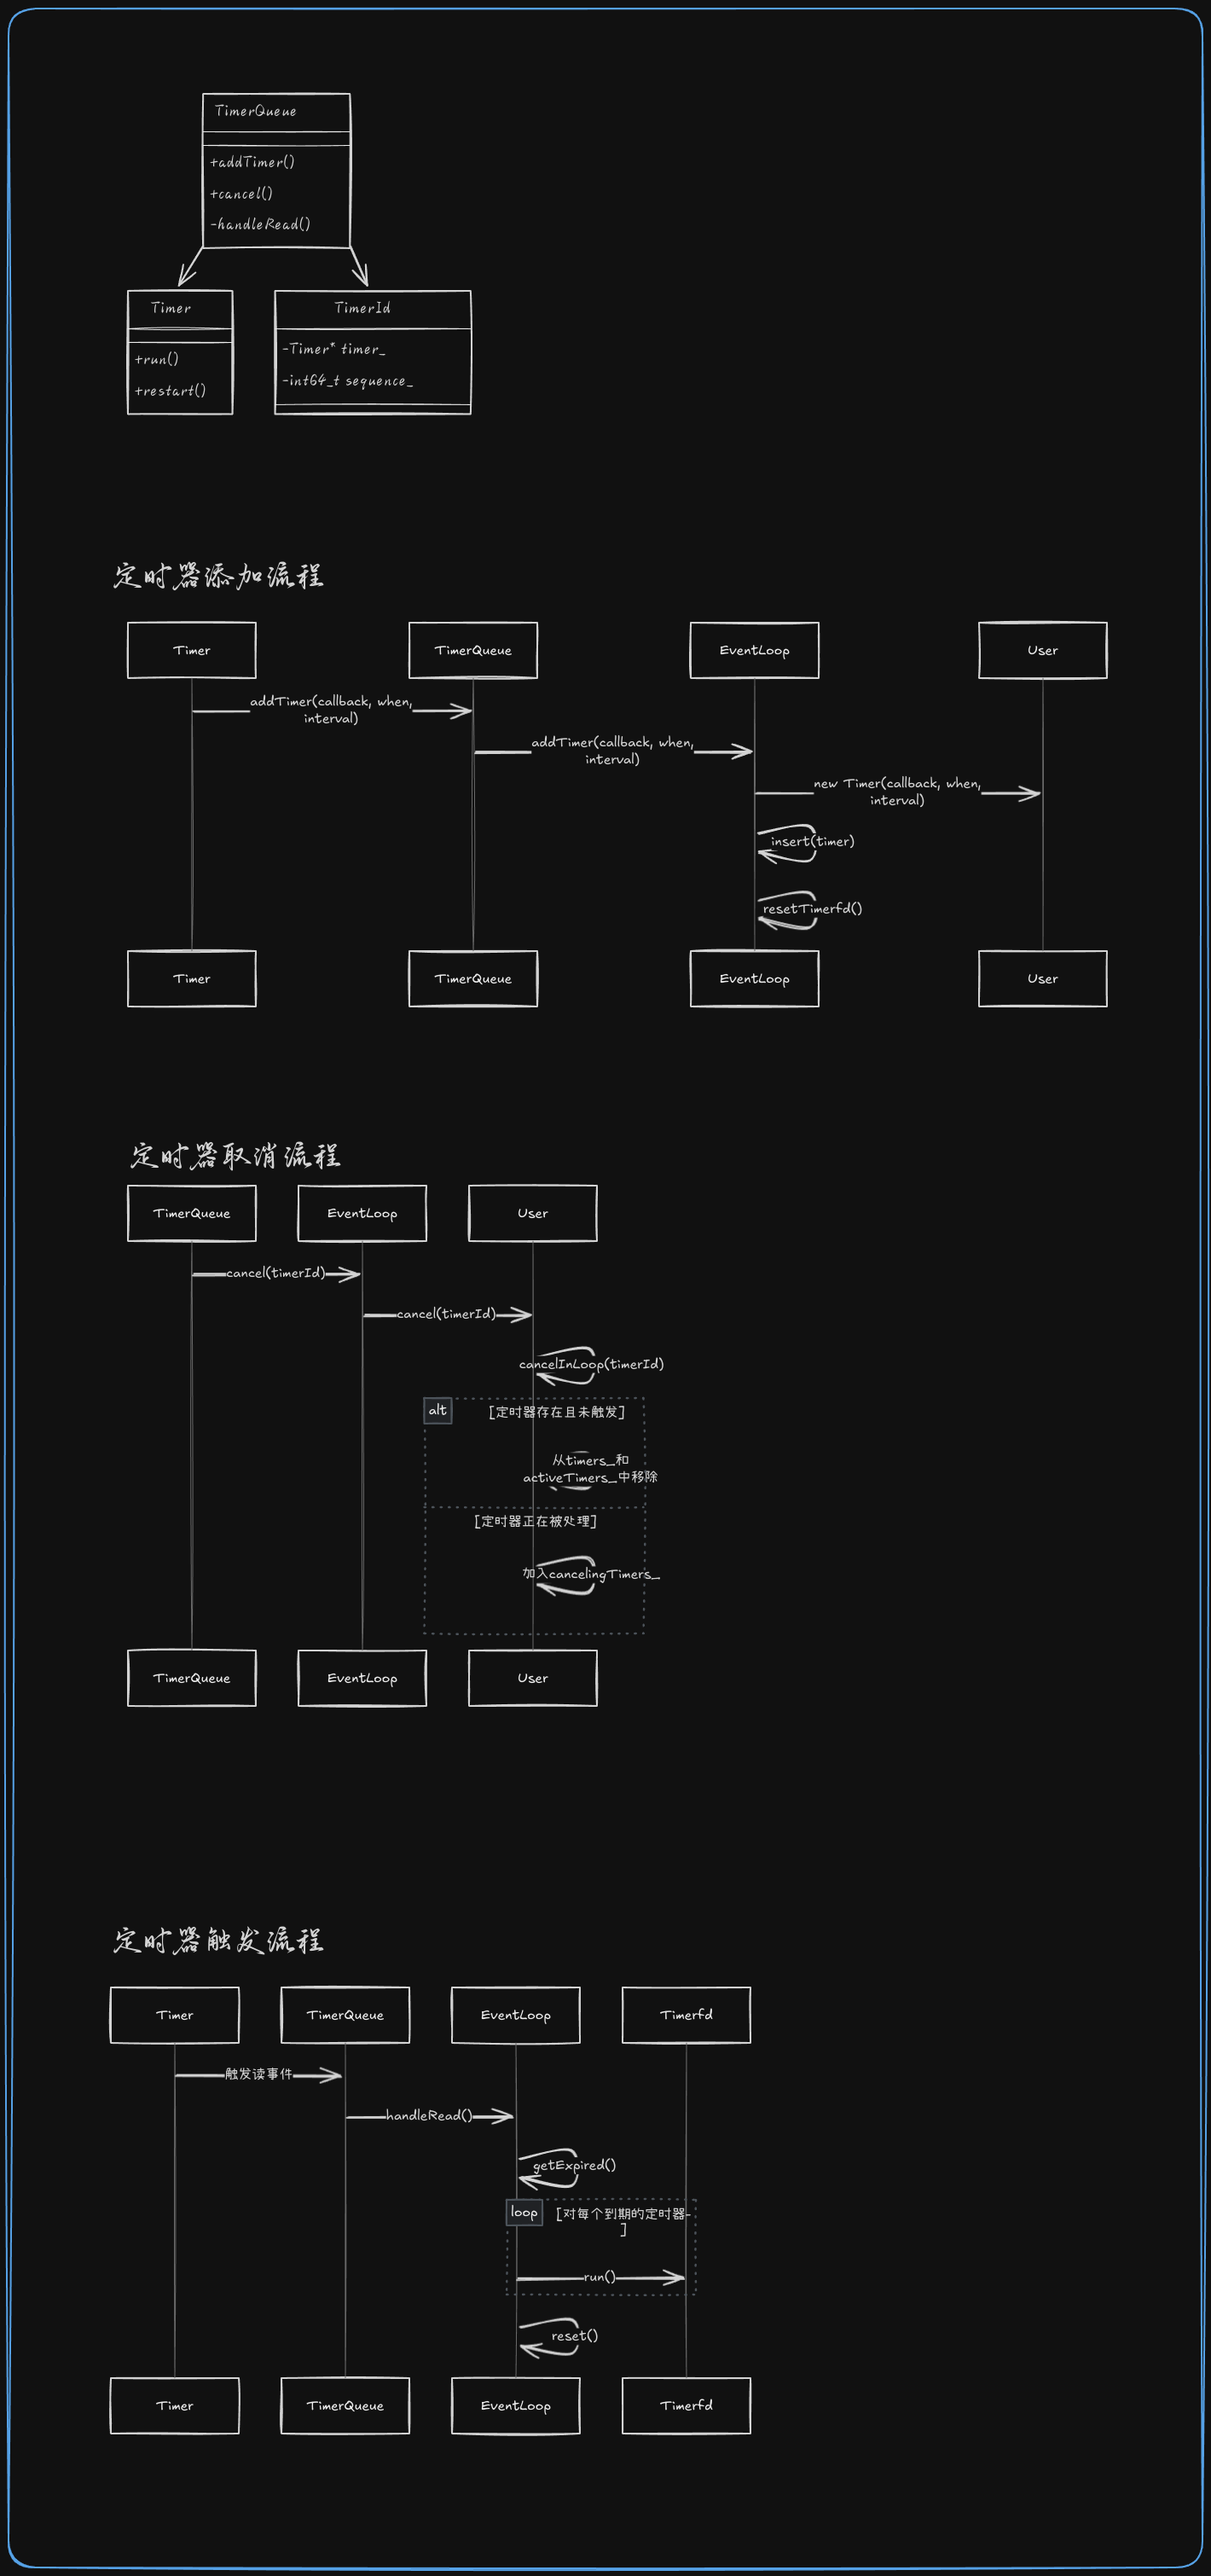 TimerQueue
+addTimer()
+cancel()
-handleRead()
Timer
+run()
+restart()
TimerId
-Timer* timer_
-int64_t sequence_
定时器添加流程
Timer
TimerQueue
EventLoop
User
addTimer(callback, when,
interval)
addTimer(callback, when,
interval)
new Timer(callback, when,
interval)
insert(timer)
resetTimerfd()
Timer
TimerQueue
EventLoop
User
定时器取消流程
TimerQueue
EventLoop
User
cancel(timerId)
cancel(timerId)
cancelInLoop(timerId)
alt
[定时器存在且未触发]
从timers_和
activeTimers_中移除
[定时器正在被处理]
加入cancelingTimers_
TimerQueue
EventLoop
User
定时器触发流程
Timer
TimerQueue
EventLoop
Timerfd
触发读事件
handleRead()
getExpired()
loop
[对每个到期的定时器-
]
run()
reset()
Timer
TimerQueue
EventLoop
Timerfd